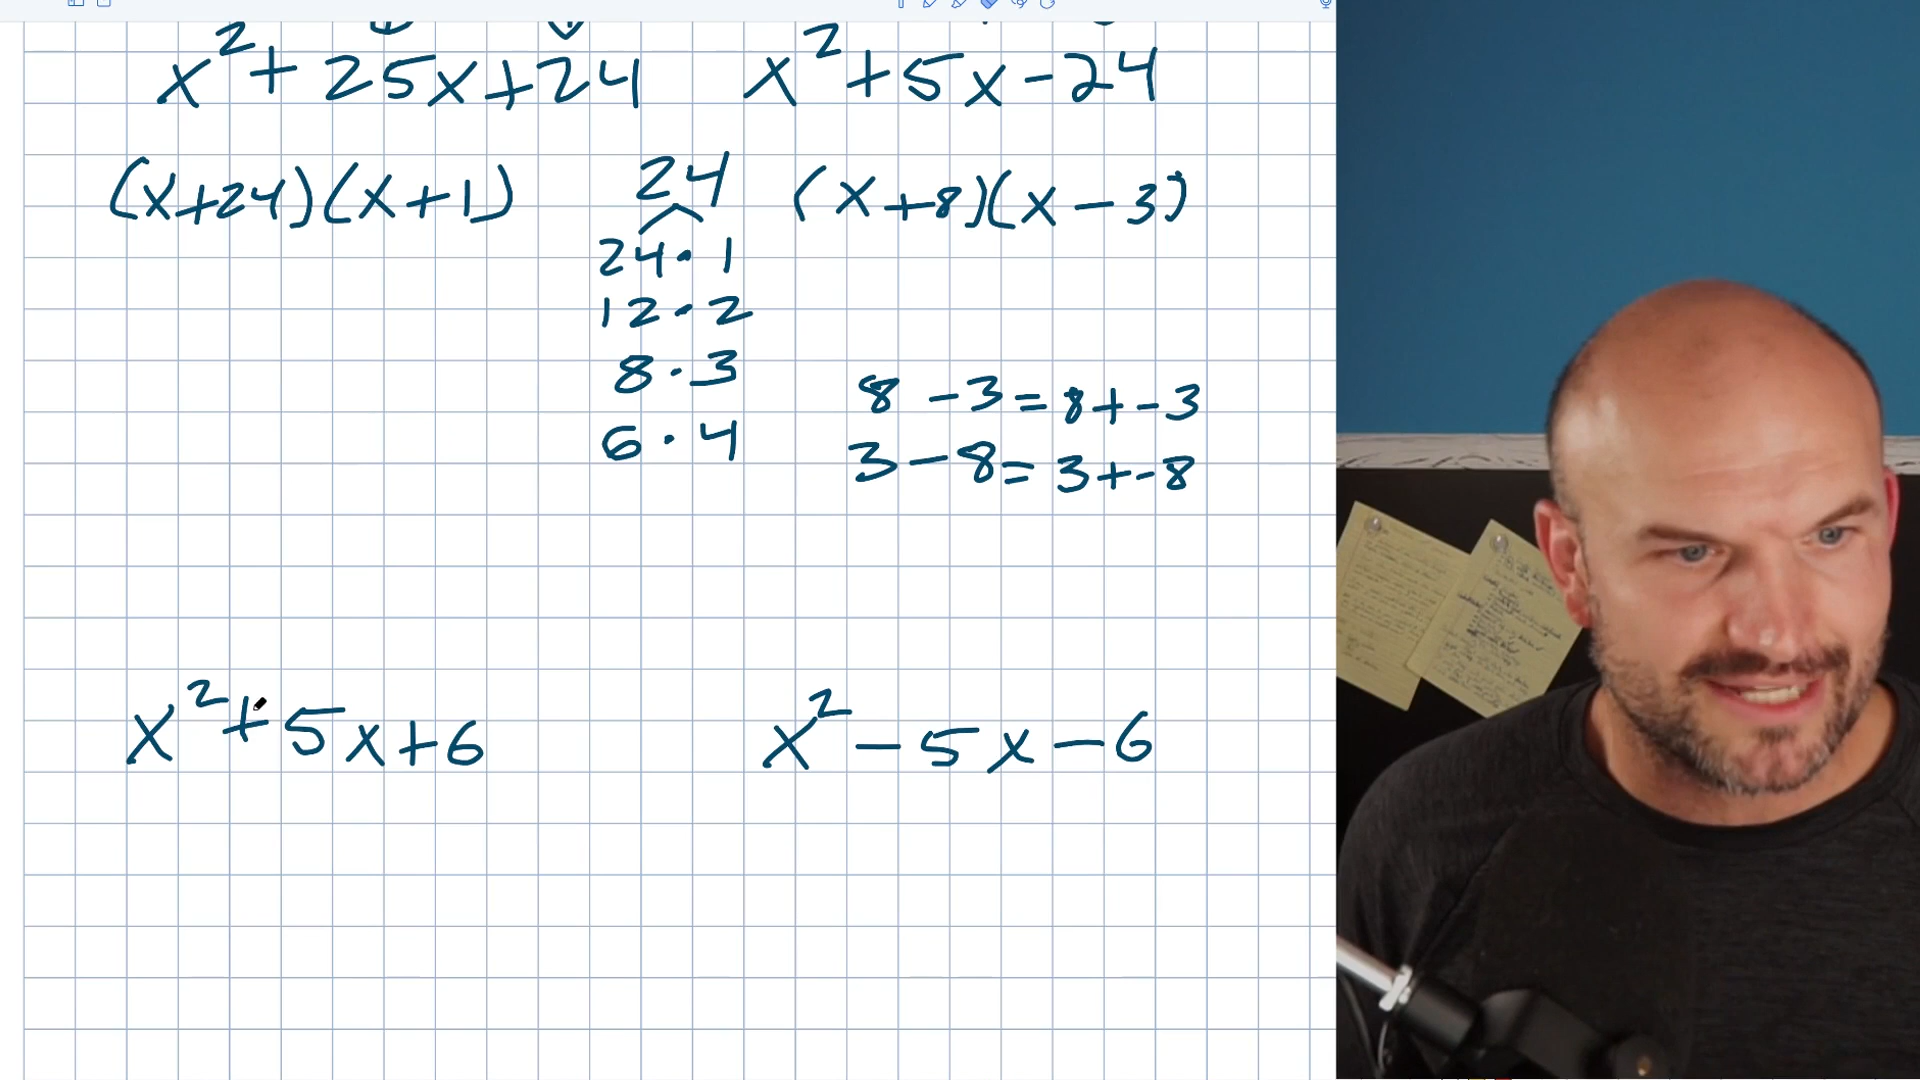 x² + 25x + 24
x² + 5x - 24
(x+24)(x+1)
24
24 · 1
12 · 2
8 · 3
6 · 4
(x+8)(x-3)
8 - 3 = 8 + -3
3 - 8 = 3 + -8
x² + 5x + 6
x² - 5x - 6